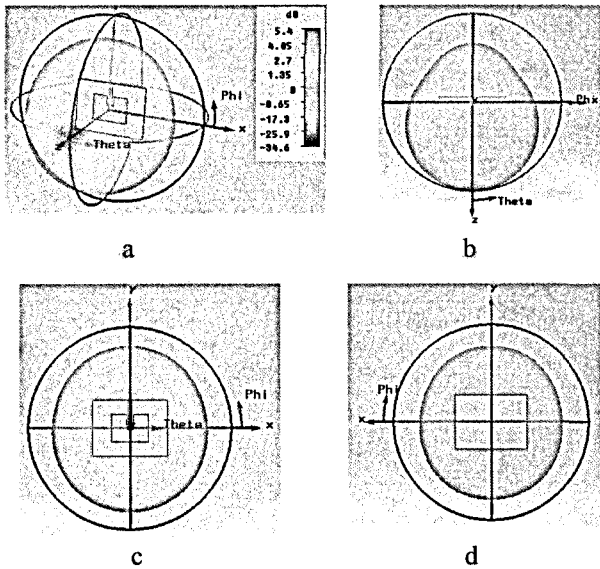 dB
5.4
4.05
2.7
1.35
0
-8.65
-17.3
-25.9
-34.6
Phi
x
Theta
a
Phx
Theta
z
b
y
Phi
Theta
x
c
y
Phi
x
d